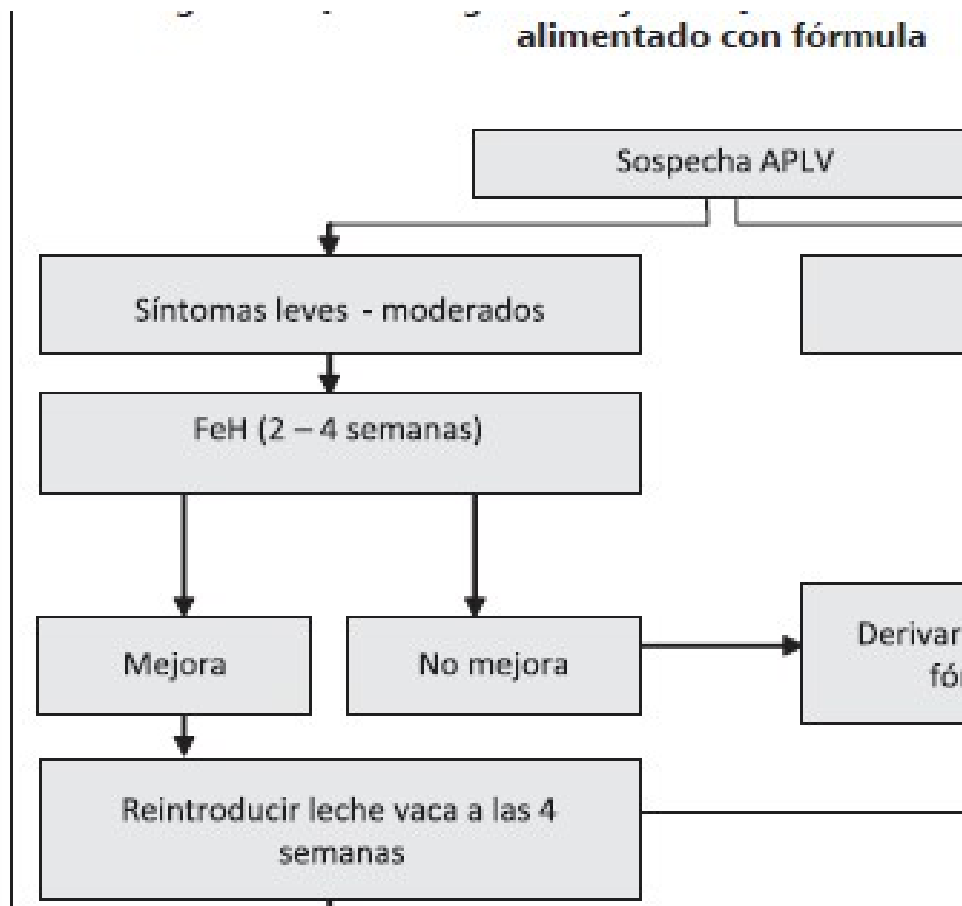 alimentado con fórmula
Sospecha APLV
Síntomas leves - moderados
FeH (2 – 4 semanas)
Mejora
No mejora
Derivar
Reintroducir leche vaca a las 4
semanas